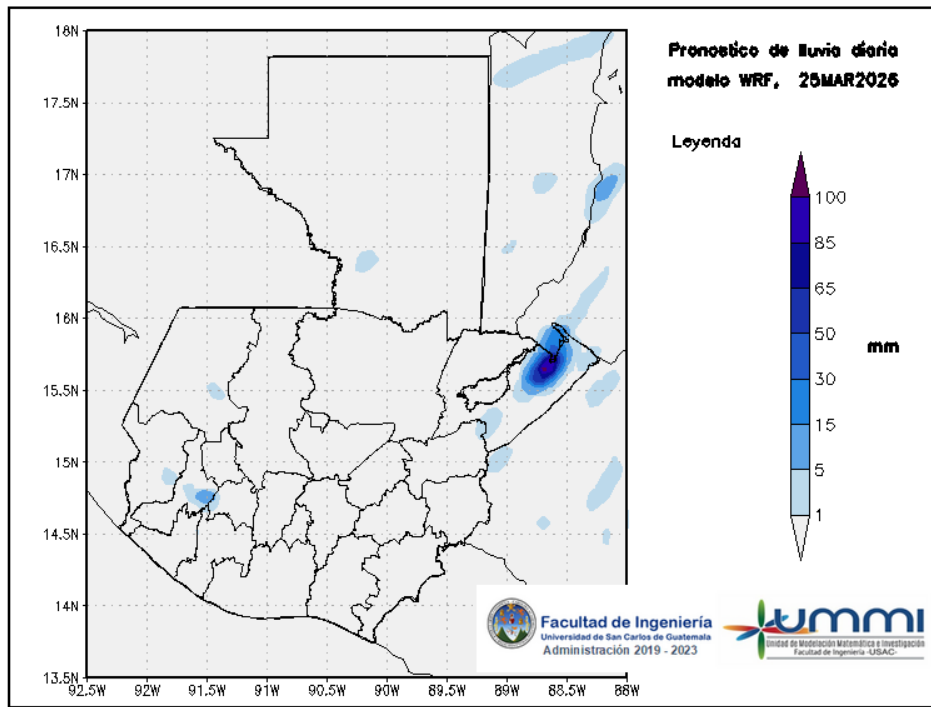 Pronostico de lluvia diaria
modelo WRF, 25MAR2026
Leyenda
100
85
65
50
30
15
5
1
mm
18N
17.5N
17N
16.5N
16N
15.5N
15N
14.5N
14N
13.5N
92.5W
92W
91.5W
91W
90.5W
90W
89.5W
89W
88.5W
88W
Facultad de Ingeniería
Universidad de San Carlos de Guatemala
Administración 2019 - 2023
UMMI
Unidad de Modelación Matemática e Investigación
Facultad de Ingeniería -USAC-